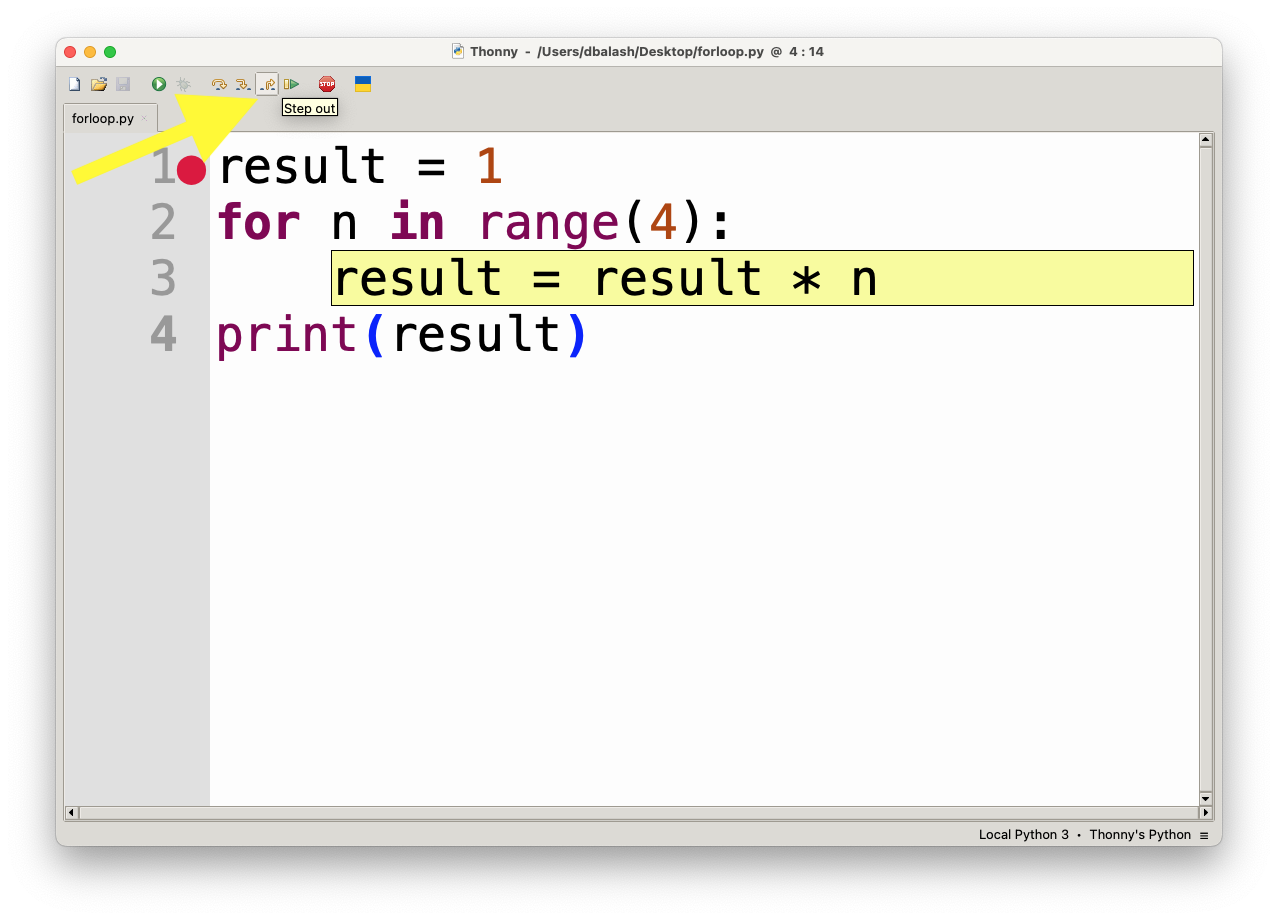 Thonny - /Users/dbalash/Desktop/forloop.py @ 4 : 14
STOP
Step out
forloop.py
1 result = 1
2 for n in range(4):
3     result = result * n
4 print(result)
Local Python 3 • Thonny's Python ≡